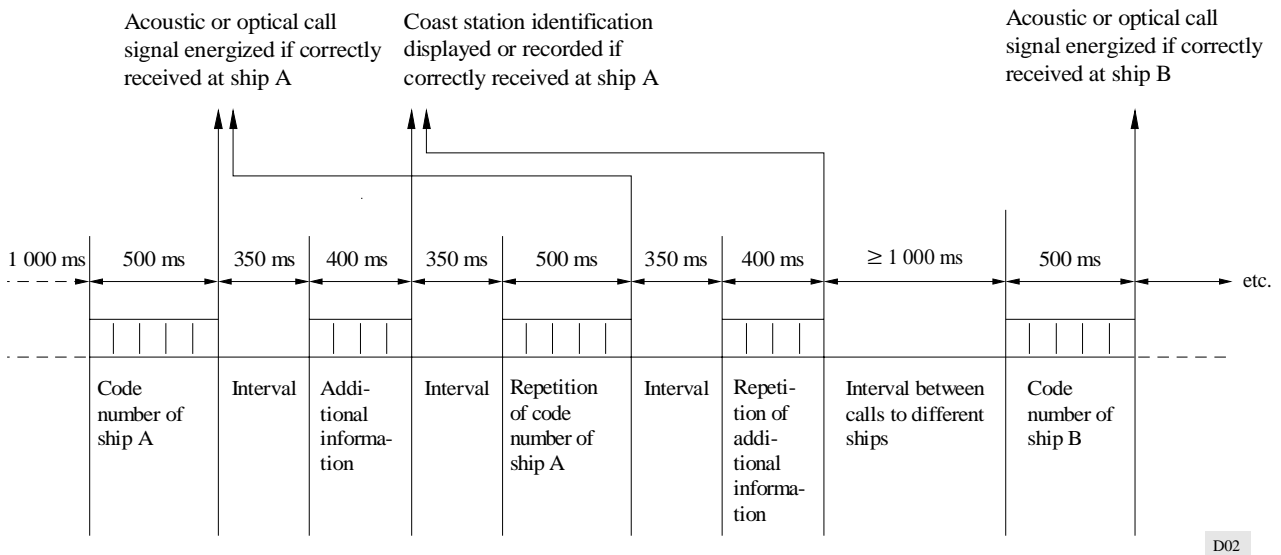 Acoustic or optical call
signal energized if correctly
received at ship A
Coast station identification
displayed or recorded if
correctly received at ship A
Acoustic or optical call
signal energized if correctly
received at ship B
1 000 ms
500 ms
350 ms
400 ms
350 ms
500 ms
350 ms
400 ms
≥ 1 000 ms
500 ms
etc.
Code
number of
ship A
Interval
Addi-
tional
informa-
tion
Interval
Repetition
of code
number of
ship A
Interval
Repeti-
tion of
addi-
tional
informa-
tion
Interval between
calls to different
ships
Code
number of
ship B
D02